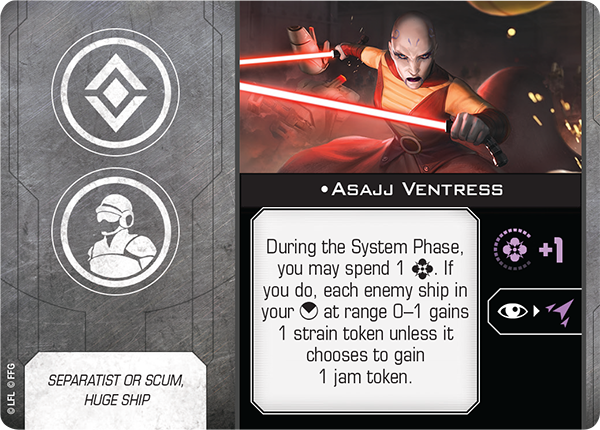 •Asajj Ventress
During the System Phase,
you may spend 1 . If
you do, each enemy ship in
your at range 0–1 gains
1 strain token unless it
chooses to gain
1 jam token.
+1
SEPARATIST OR SCUM,
HUGE SHIP
© LFL © FFG